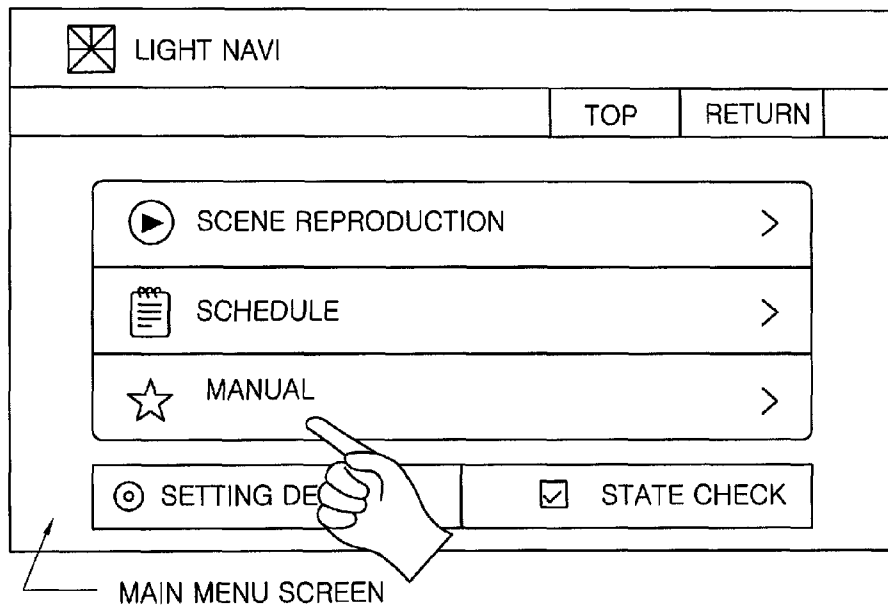 LIGHT NAVI
TOP RETURN
SCENE REPRODUCTION
SCHEDULE
MANUAL
SETTING DE
STATE CHECK
MAIN MENU SCREEN